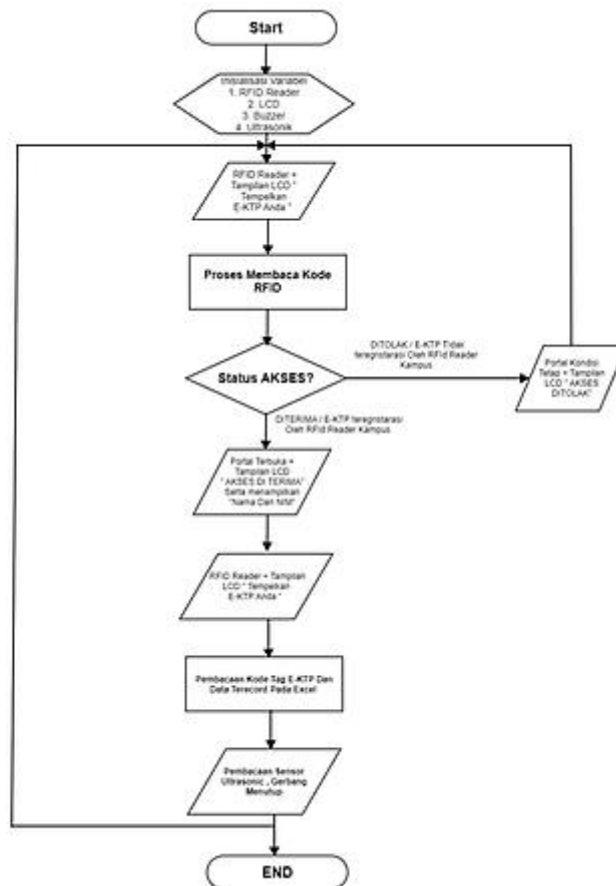 Start
Inisialisasi Variabel
1. RFID Reader
2. LCD
3. Buzzer
4. Ultrasonik
RFID Reader +
Tampilan LCD "
Tempelkan
E-KTP Anda "
Proses Membaca Kode
RFID
Status AKSES?
DITOLAK / E-KTP Tidak
Oleh RFid Reader
Kampus
Portal Kondisi
Tetap + Tampilan
LCD " AKSES
DITOLAK"
DITERIMA / E-KTP
Oleh RFid Reader Kampus
Portal Terbuka +
Tampilan LCD
" AKSES DI TERIMA"
Serta menampilkan
"Nama Dan NIM"
RFID Reader + Tampilan
LCD " Tempelkan
E-KTP Anda "
Pembacaan Kode Tag E-KTP Dan
Data Terecord Pada Excel
Pembacaan Sensor
Ultrasonic , Gerbang
Menutup
END